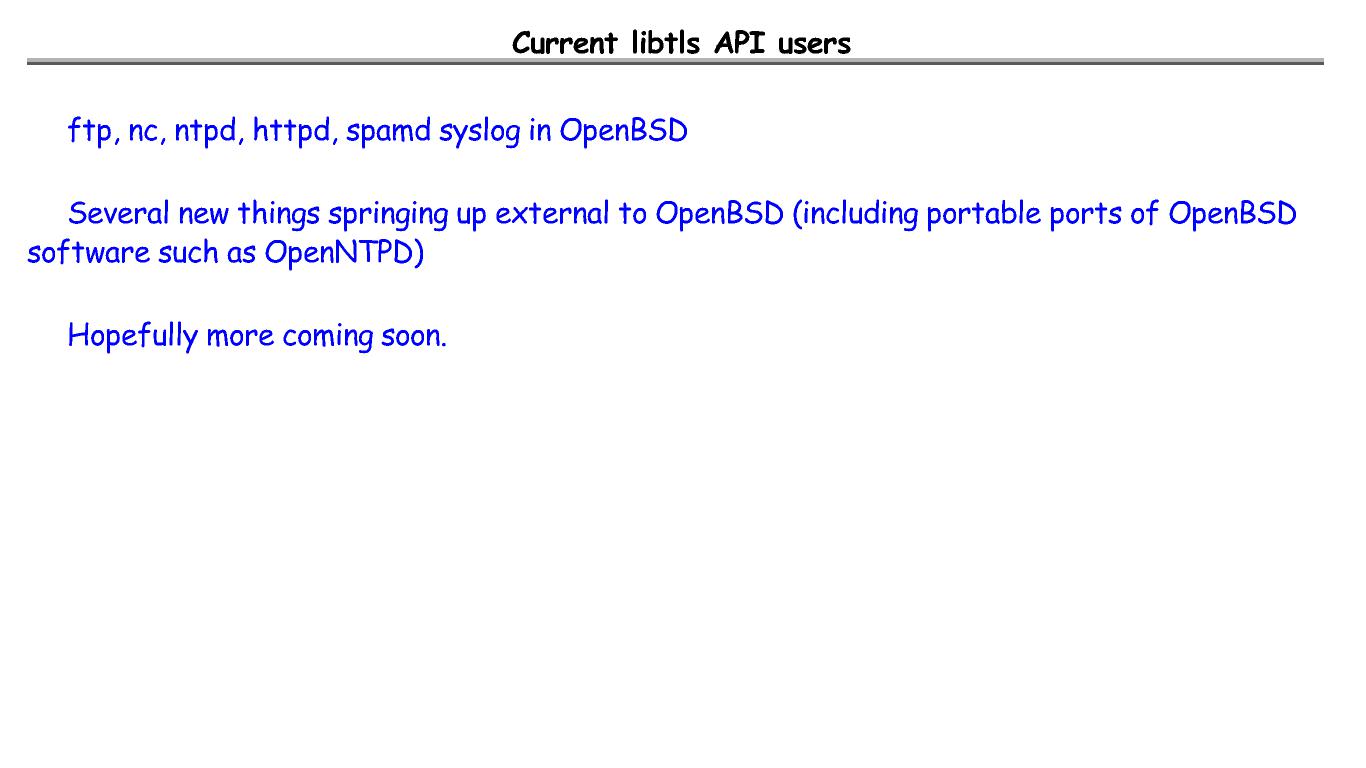 Current libtls API users
ftp, nc, ntpd, httpd, spamd syslog in OpenBSD
Several new things springing up external to OpenBSD (including portable ports of OpenBSD
software such as OpenNTPD)
Hopefully more coming soon.